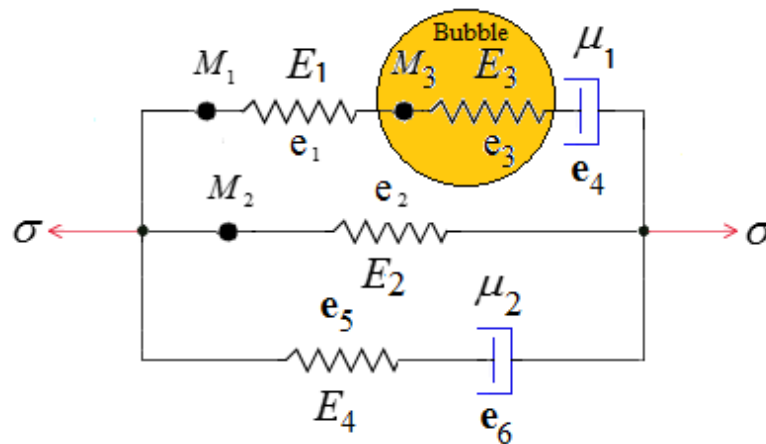 Bubble
M₁ E₁ M₃ E₃ μ₁
e₁ e₃ e₄
M₂ e₂
σ σ
E₂
e₅ μ₂
E₄ e₆